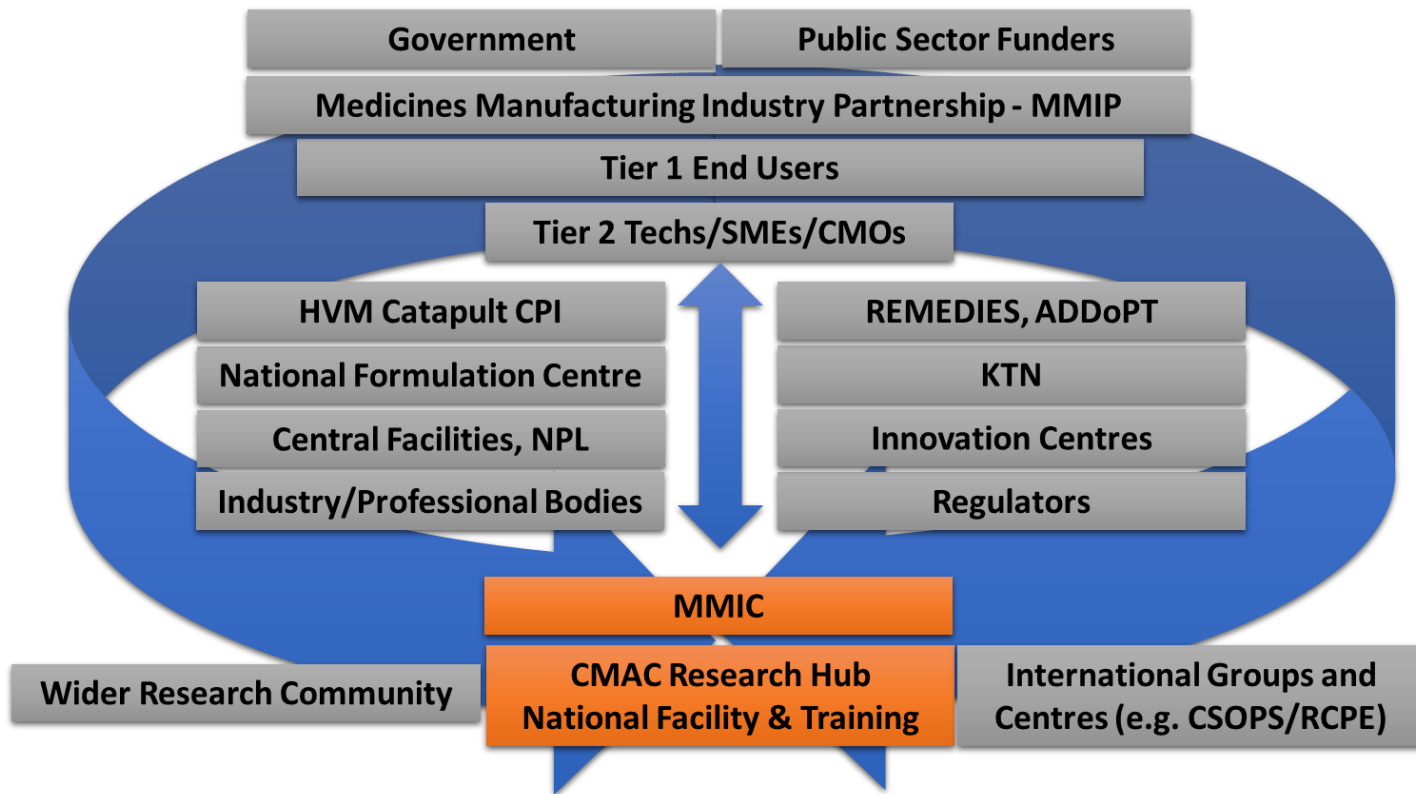 Government
Public Sector Funders
Medicines Manufacturing Industry Partnership - MMIP
Tier 1 End Users
Tier 2 Techs/SMEs/CMOs
HVM Catapult CPI
National Formulation Centre
Central Facilities, NPL
Industry/Professional Bodies
REMEDIES, ADDoPT
KTN
Innovation Centres
Regulators
MMIC
Wider Research Community
CMAC Research Hub
National Facility & Training
International Groups and
Centres (e.g. CSOPS/RCPE)